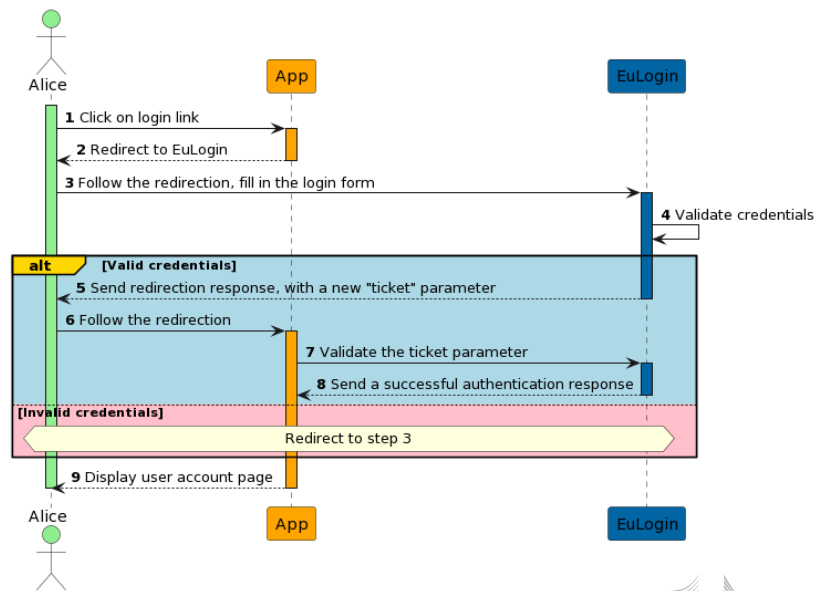 Alice
App
EuLogin
1 Click on login link
2 Redirect to EuLogin
3 Follow the redirection, fill in the login form
4 Validate credentials
alt [Valid credentials]
5 Send redirection response, with a new "ticket" parameter
6 Follow the redirection
7 Validate the ticket parameter
8 Send a successful authentication response
[Invalid credentials]
Redirect to step 3
9 Display user account page
Alice
App
EuLogin